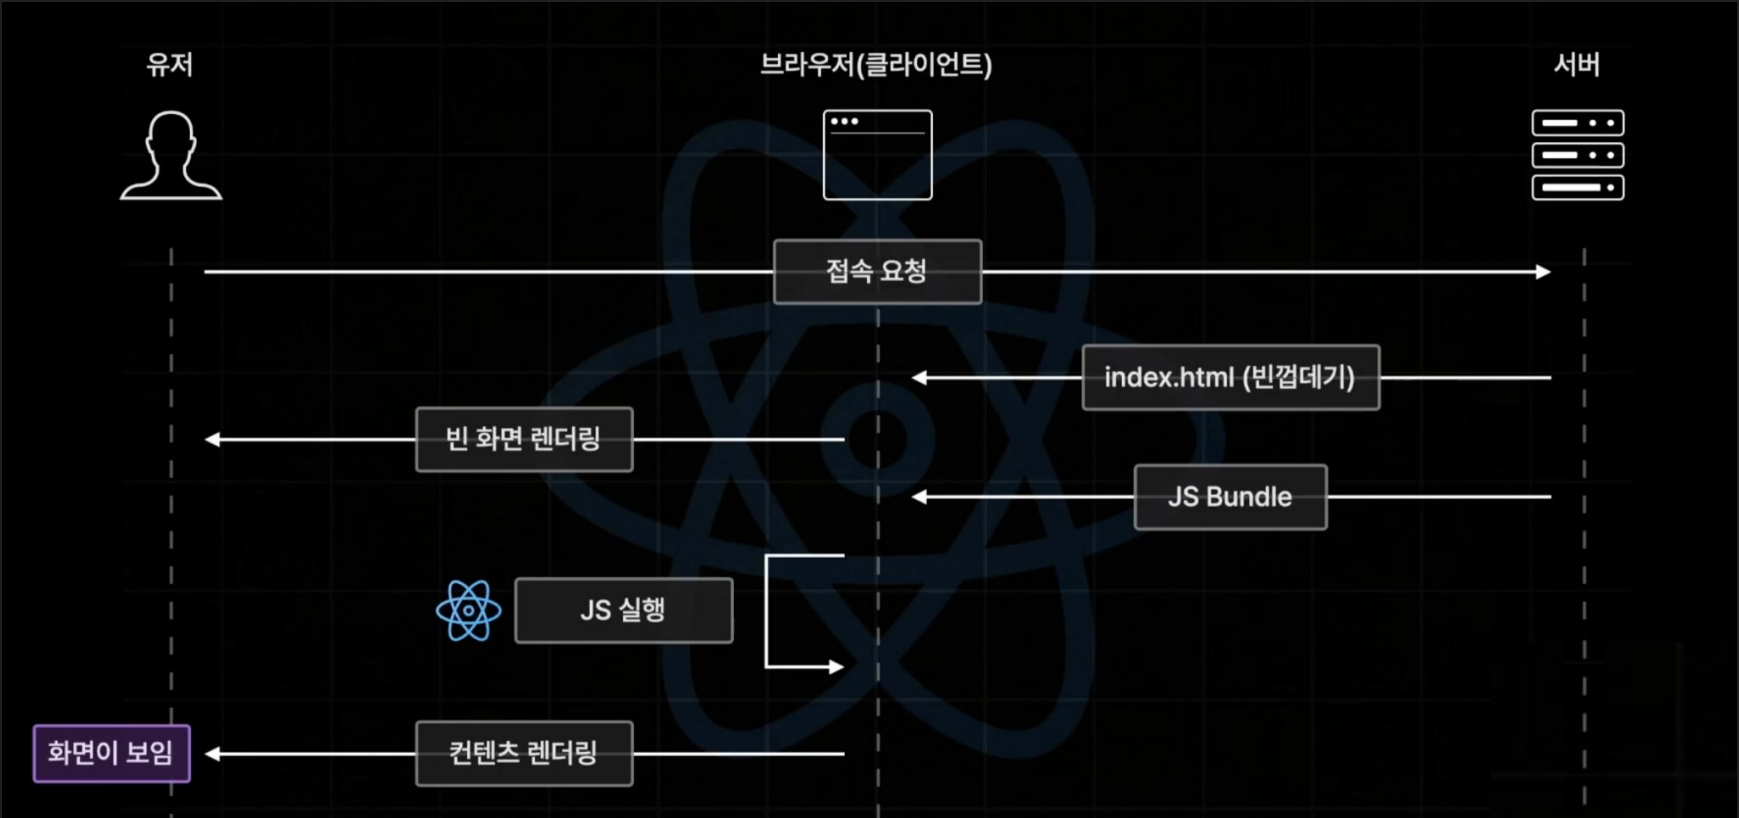 유저
브라우저(클라이언트)
서버
접속 요청
index.html (빈껍데기)
빈 화면 렌더링
JS Bundle
JS 실행
화면이 보임
컨텐츠 렌더링